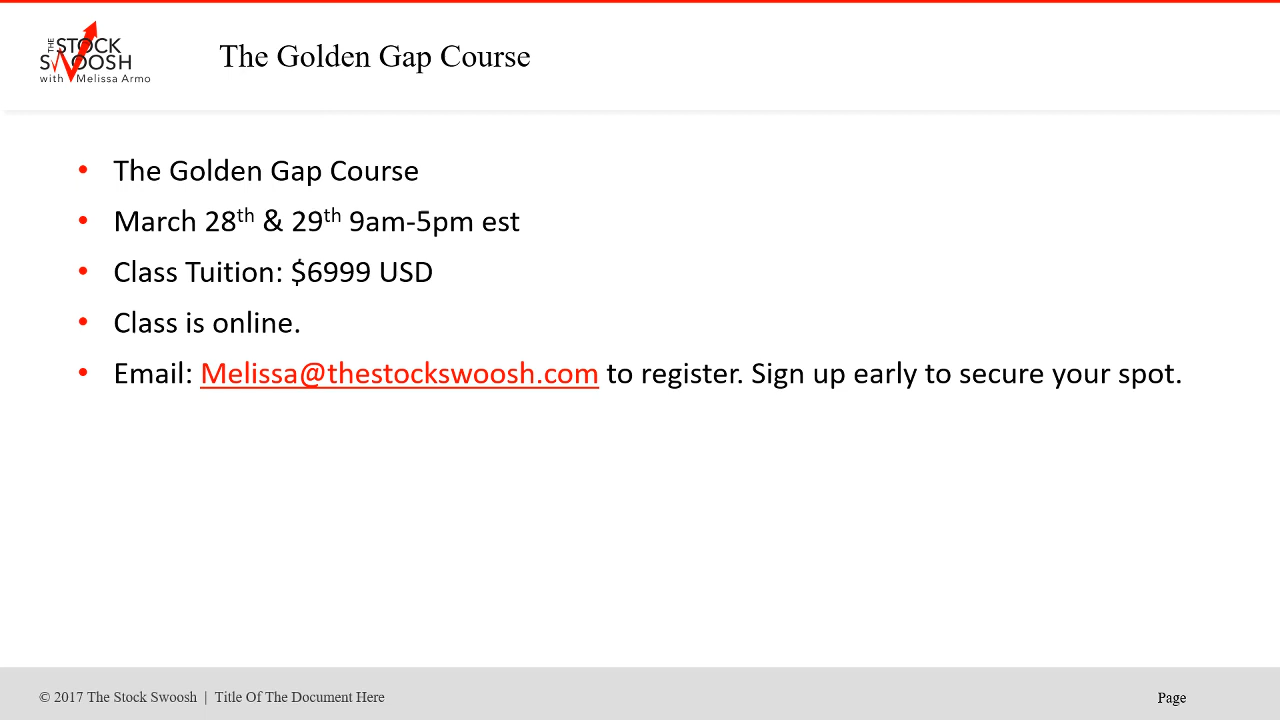 THE STOCK
SWOOSH
with Melissa Armo
The Golden Gap Course
• The Golden Gap Course
• March 28th & 29th 9am-5pm est
• Class Tuition: $6999 USD
• Class is online.
• Email: Melissa@thestockswoosh.com to register. Sign up early to secure your spot.
© 2017 The Stock Swoosh | Title Of The Document Here
Page